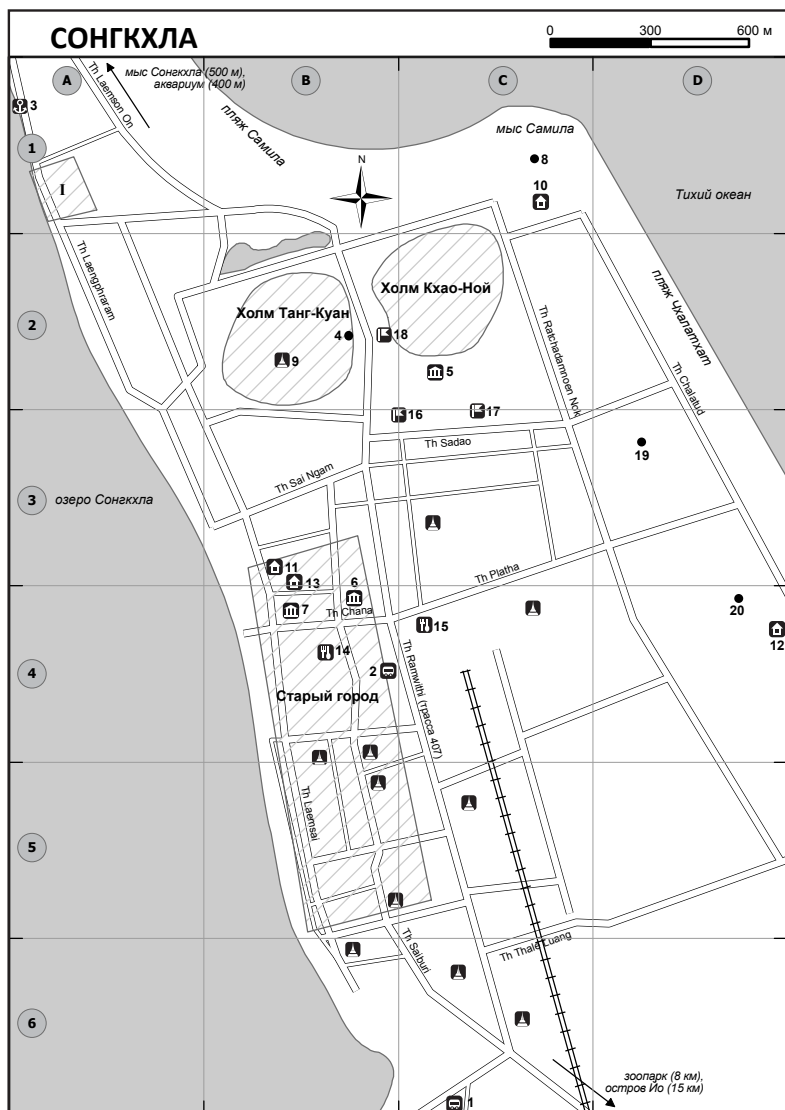 СОНГКХЛА
0 300 600 м
A
B
C
D
мыс Сонгкхла (500 м),
аквариум (400 м)
Th Laemson On
пляж Самила
мыс Самила
3
1
8
N
10
I
Тихий океан
Th Laengphraram
Холм Кхао-Ной
Холм Танг-Куан
пляж Чхалатхат
2
4
18
Th Ratchadamnoen Nok
9
5
Th Chalatud
16
17
Th Sadao
19
Th Sai Ngam
3
озеро Сонгкхла
11
Th Platha
13
6
7
Th Chana
20
15
12
14
4
2
Th Ramwithi (трасса 407)
Старый город
Th Laemsai
5
Th Saiburi
Th Thale Luang
6
зоопарк (8 км),
остров Йо (15 км)
1